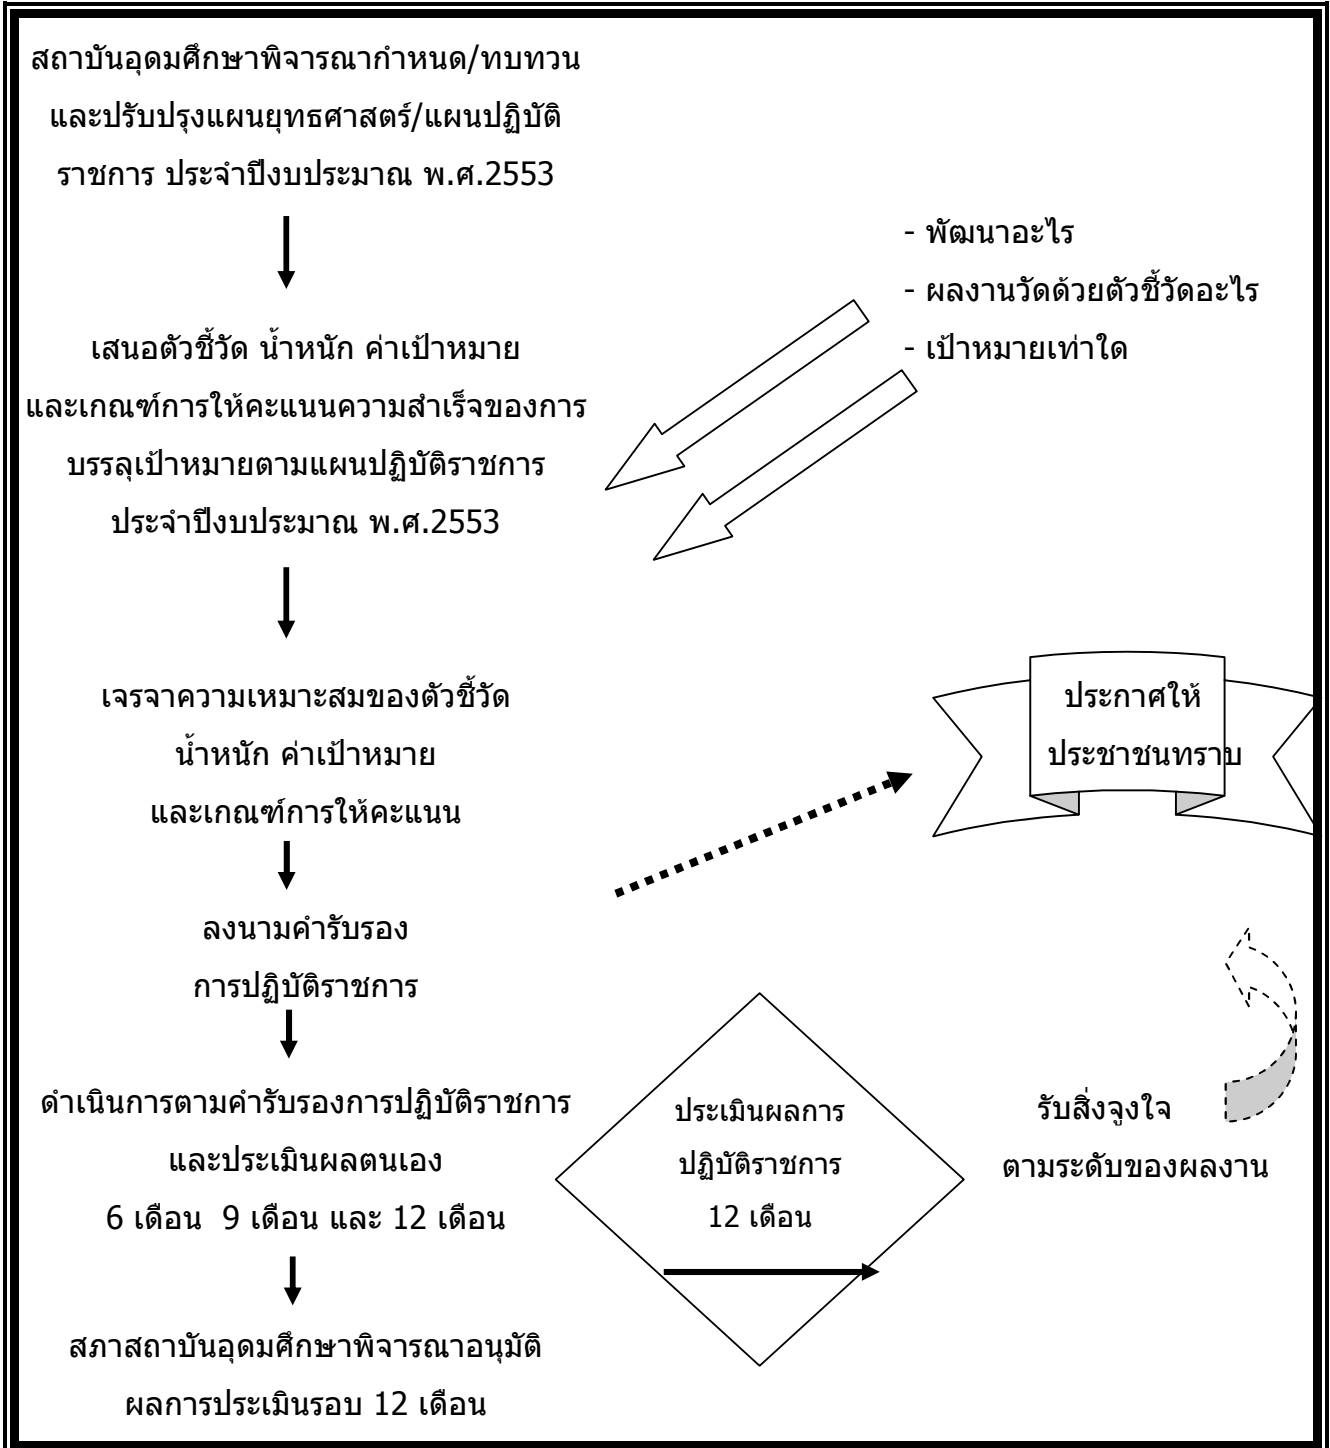 สถาบันอุดมศึกษาพิจารณากำหนด/ทบทวน
และปรับปรุงแผนยุทธศาสตร์/แผนปฏิบัติ
ราชการ ประจำปีงบประมาณ พ.ศ.2553
- พัฒนาอะไร
- ผลงานวัดด้วยตัวชี้วัดอะไร
- เป้าหมายเท่าใด
เสนอตัวชี้วัด น้ำหนัก ค่าเป้าหมาย
และเกณฑ์การให้คะแนนความสำเร็จของการ
บรรลุเป้าหมายตามแผนปฏิบัติราชการ
ประจำปีงบประมาณ พ.ศ.2553
เจรจาความเหมาะสมของตัวชี้วัด
น้ำหนัก ค่าเป้าหมาย
และเกณฑ์การให้คะแนน
ประกาศให้
ประชาชนทราบ
ลงนามคำรับรอง
การปฏิบัติราชการ
ดำเนินการตามคำรับรองการปฏิบัติราชการ
และประเมินผลตนเอง
6 เดือน 9 เดือน และ 12 เดือน
ประเมินผลการ
ปฏิบัติราชการ
12 เดือน
รับสิ่งจูงใจ
ตามระดับของผลงาน
สภาสถาบันอุดมศึกษาพิจารณาอนุมัติ
ผลการประเมินรอบ 12 เดือน